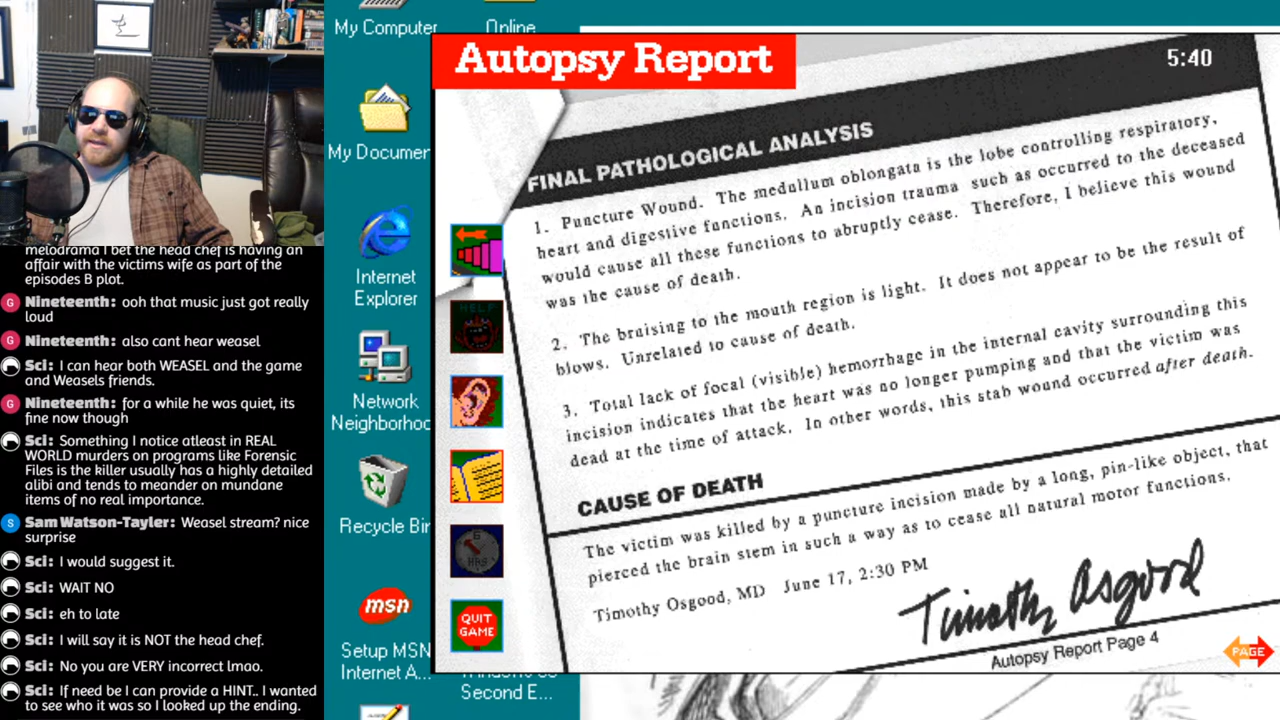 My Computer
Online
Autopsy Report
5:40
My Documen
Internet
Explorer
Network
Neighborhoo
Recycle Bin
msn
Setup MSN
Internet A...
Second E...
HELP
6
HRS
QUIT
GAME
FINAL PATHOLOGICAL ANALYSIS
1. Puncture Wound. The medullum oblongata is the lobe controlling respiratory,
heart and digestive functions. An incision trauma such as occurred to the deceased
would cause all these functions to abruptly cease. Therefore, I believe this wound
was the cause of death.
2. The bruising to the mouth region is light. It does not appear to be the result of
blows. Unrelated to cause of death.
3. Total lack of focal (visible) hemorrhage in the internal cavity surrounding this
incision indicates that the heart was no longer pumping and that the victim was
dead at the time of attack. In other words, this stab wound occurred after death.
CAUSE OF DEATH
The victim was killed by a puncture incision made by a long, pin-like object, that
pierced the brain stem in such a way as to cease all natural motor functions.
Timothy Osgood, MD June 17, 2:30 PM
Timothy Osgood
Autopsy Report Page 4
PAGE
melodrama I bet the head chef is having an
affair with the victims wife as part of the
episodes B plot.
G Nineteenth: ooh that music just got really
loud
G Nineteenth: also cant hear weasel
Sci: I can hear both WEASEL and the game
and Weasels friends.
G Nineteenth: for a while he was quiet, its
fine now though
Sci: Something I notice atleast in REAL
WORLD murders on programs like Forensic
Files is the killer usually has a highly detailed
alibi and tends to meander on mundane
items of no real importance.
S Sam Watson-Tayler: Weasel stream? nice
surprise
Sci: I would suggest it.
Sci: WAIT NO
Sci: eh to late
Sci: I will say it is NOT the head chef.
Sci: No you are VERY incorrect lmao.
Sci: If need be I can provide a HINT.. I wanted
to see who it was so I looked up the ending.